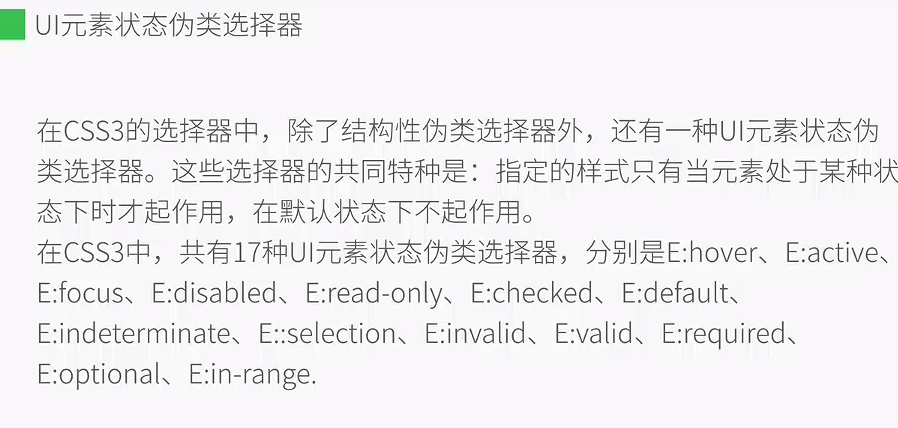 UI元素状态伪类选择器
在CSS3的选择器中，除了结构性伪类选择器外，还有一种UI元素状态伪
类选择器。这些选择器的共同特种是：指定的样式只有当元素处于某种状
态下时才起作用，在默认状态下不起作用。
在CSS3中，共有17种UI元素状态伪类选择器，分别是E:hover、E:active、
E:focus、E:disabled、E:read-only、E:checked、E:default、
E:indeterminate、E::selection、E:invalid、E:valid、E:required、
E:optional、E:in-range.